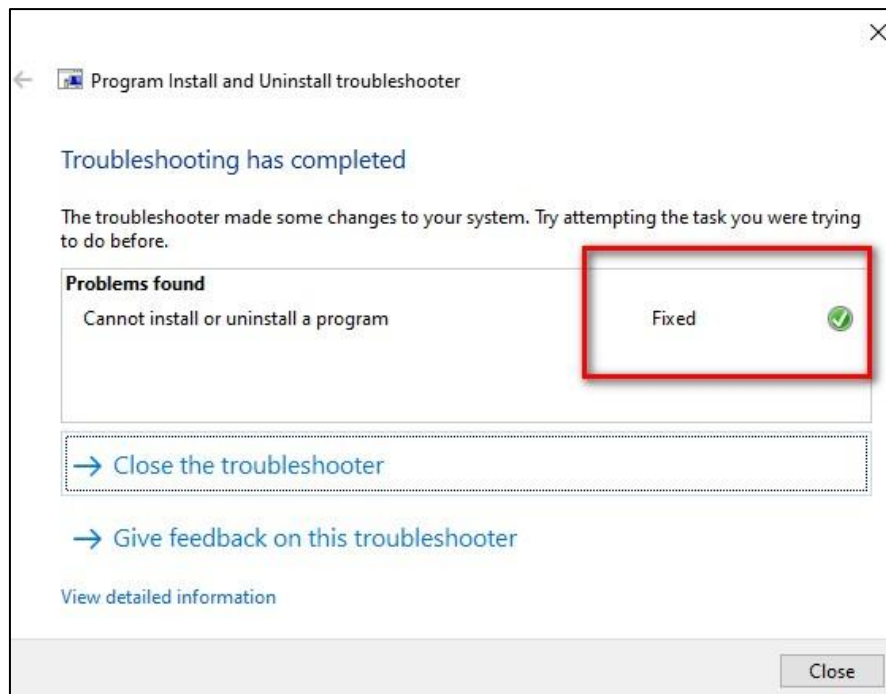 Program Install and Uninstall troubleshooter
Troubleshooting has completed
The troubleshooter made some changes to your system. Try attempting the task you were trying
to do before.
Problems found
Cannot install or uninstall a program Fixed
Close the troubleshooter
Give feedback on this troubleshooter
View detailed information
Close